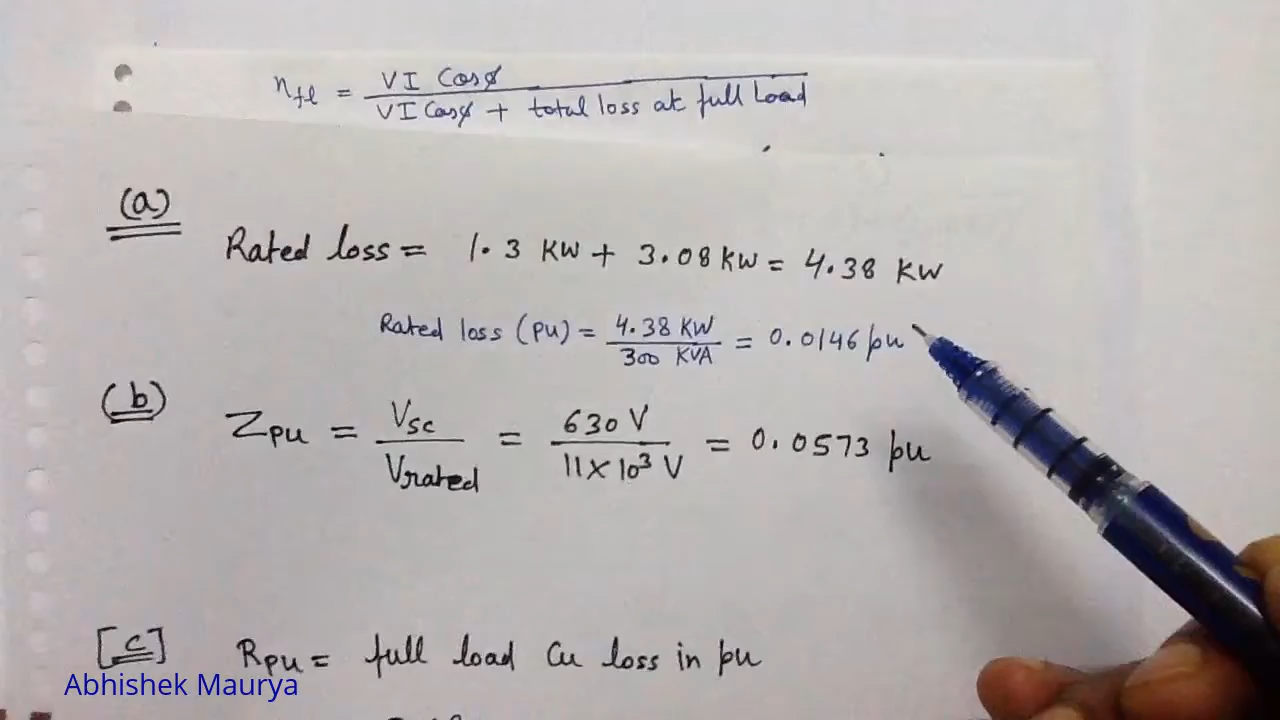 η_fl = VI Cosφ / VI Cosφ + total loss at full load
(a)
Rated loss = 1.3 KW + 3.08 KW = 4.38 KW
Rated loss (pu) = 4.38 KW / 300 KVA = 0.0146 pu
(b)
Zpu = Vsc / Vrated = 630 V / 11 × 10³ V = 0.0573 pu
[c] Rpu = full load Cu loss in pu
Abhishek Maurya